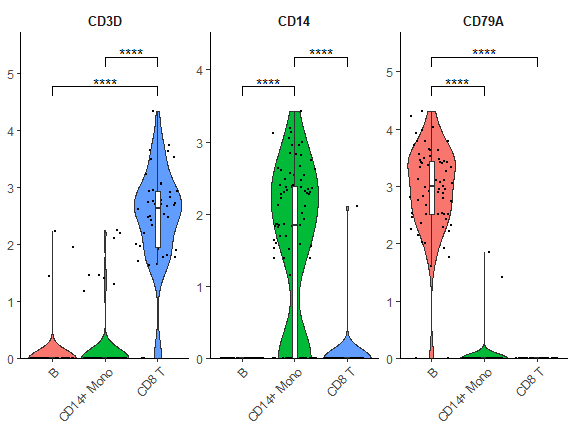 CD3D
CD14
CD79A
****
****
****
****
****
****
5
4
3
2
1
0
4
3
2
1
0
5
4
3
2
1
0
B
CD14+ Mono
CD8 T
B
CD14+ Mono
CD8 T
B
CD14+ Mono
CD8 T